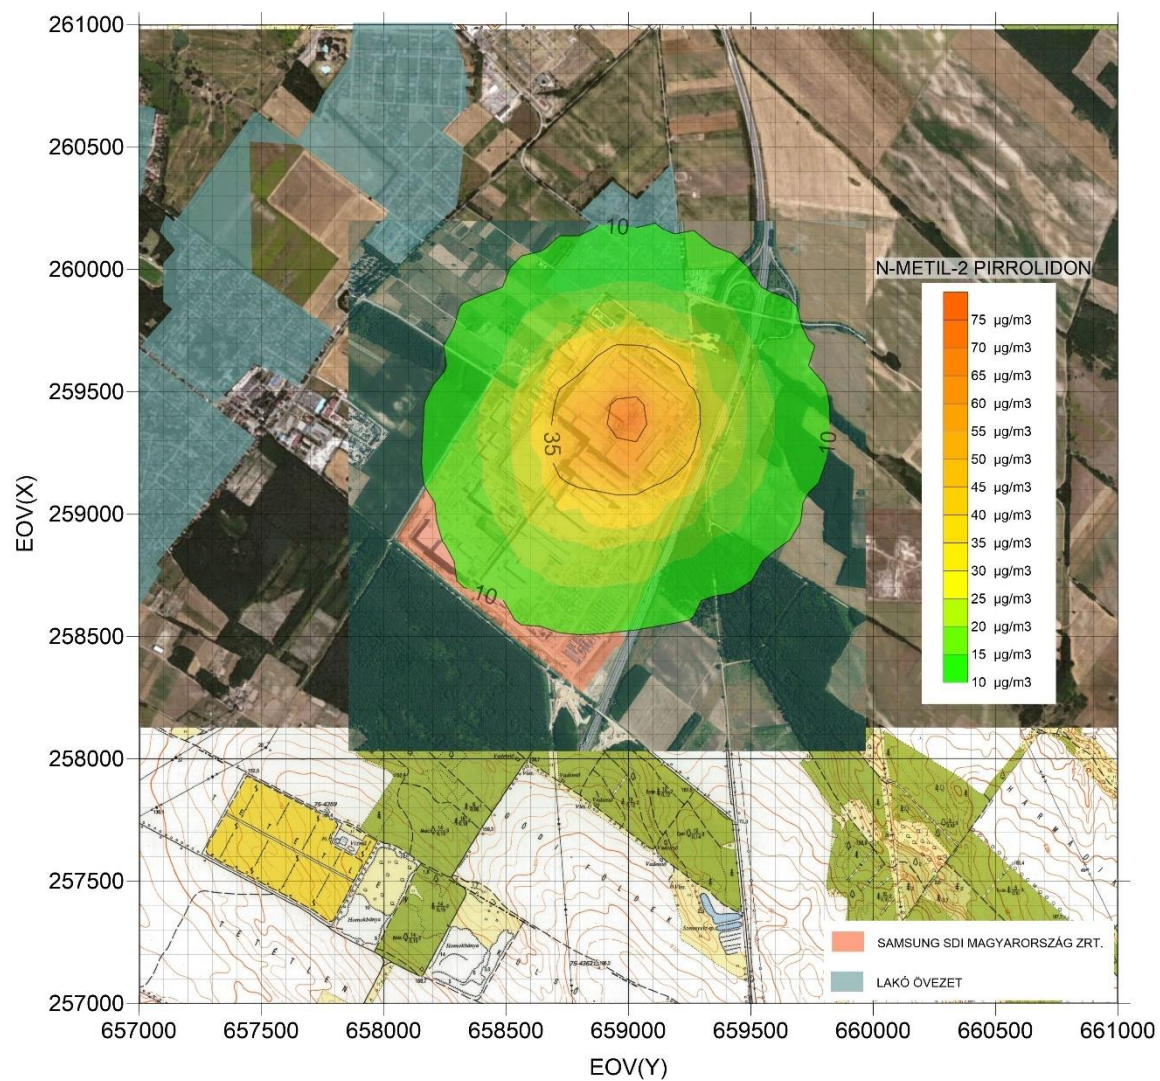 261000
260500
260000
259500
259000
258500
258000
257500
257000
EOV(X)
657000 657500 658000 658500 659000 659500 660000 660500 661000
EOV(Y)
10
35
10
10
N-METIL-2 PIRROLIDON
75 µg/m3
70 µg/m3
65 µg/m3
60 µg/m3
55 µg/m3
50 µg/m3
45 µg/m3
40 µg/m3
35 µg/m3
30 µg/m3
25 µg/m3
20 µg/m3
15 µg/m3
10 µg/m3
Homokbánya
Homokbánya
TETÉTLEN
SAMSUNG SDI MAGYARORSZÁG ZRT.
LAKÓ ÖVEZET